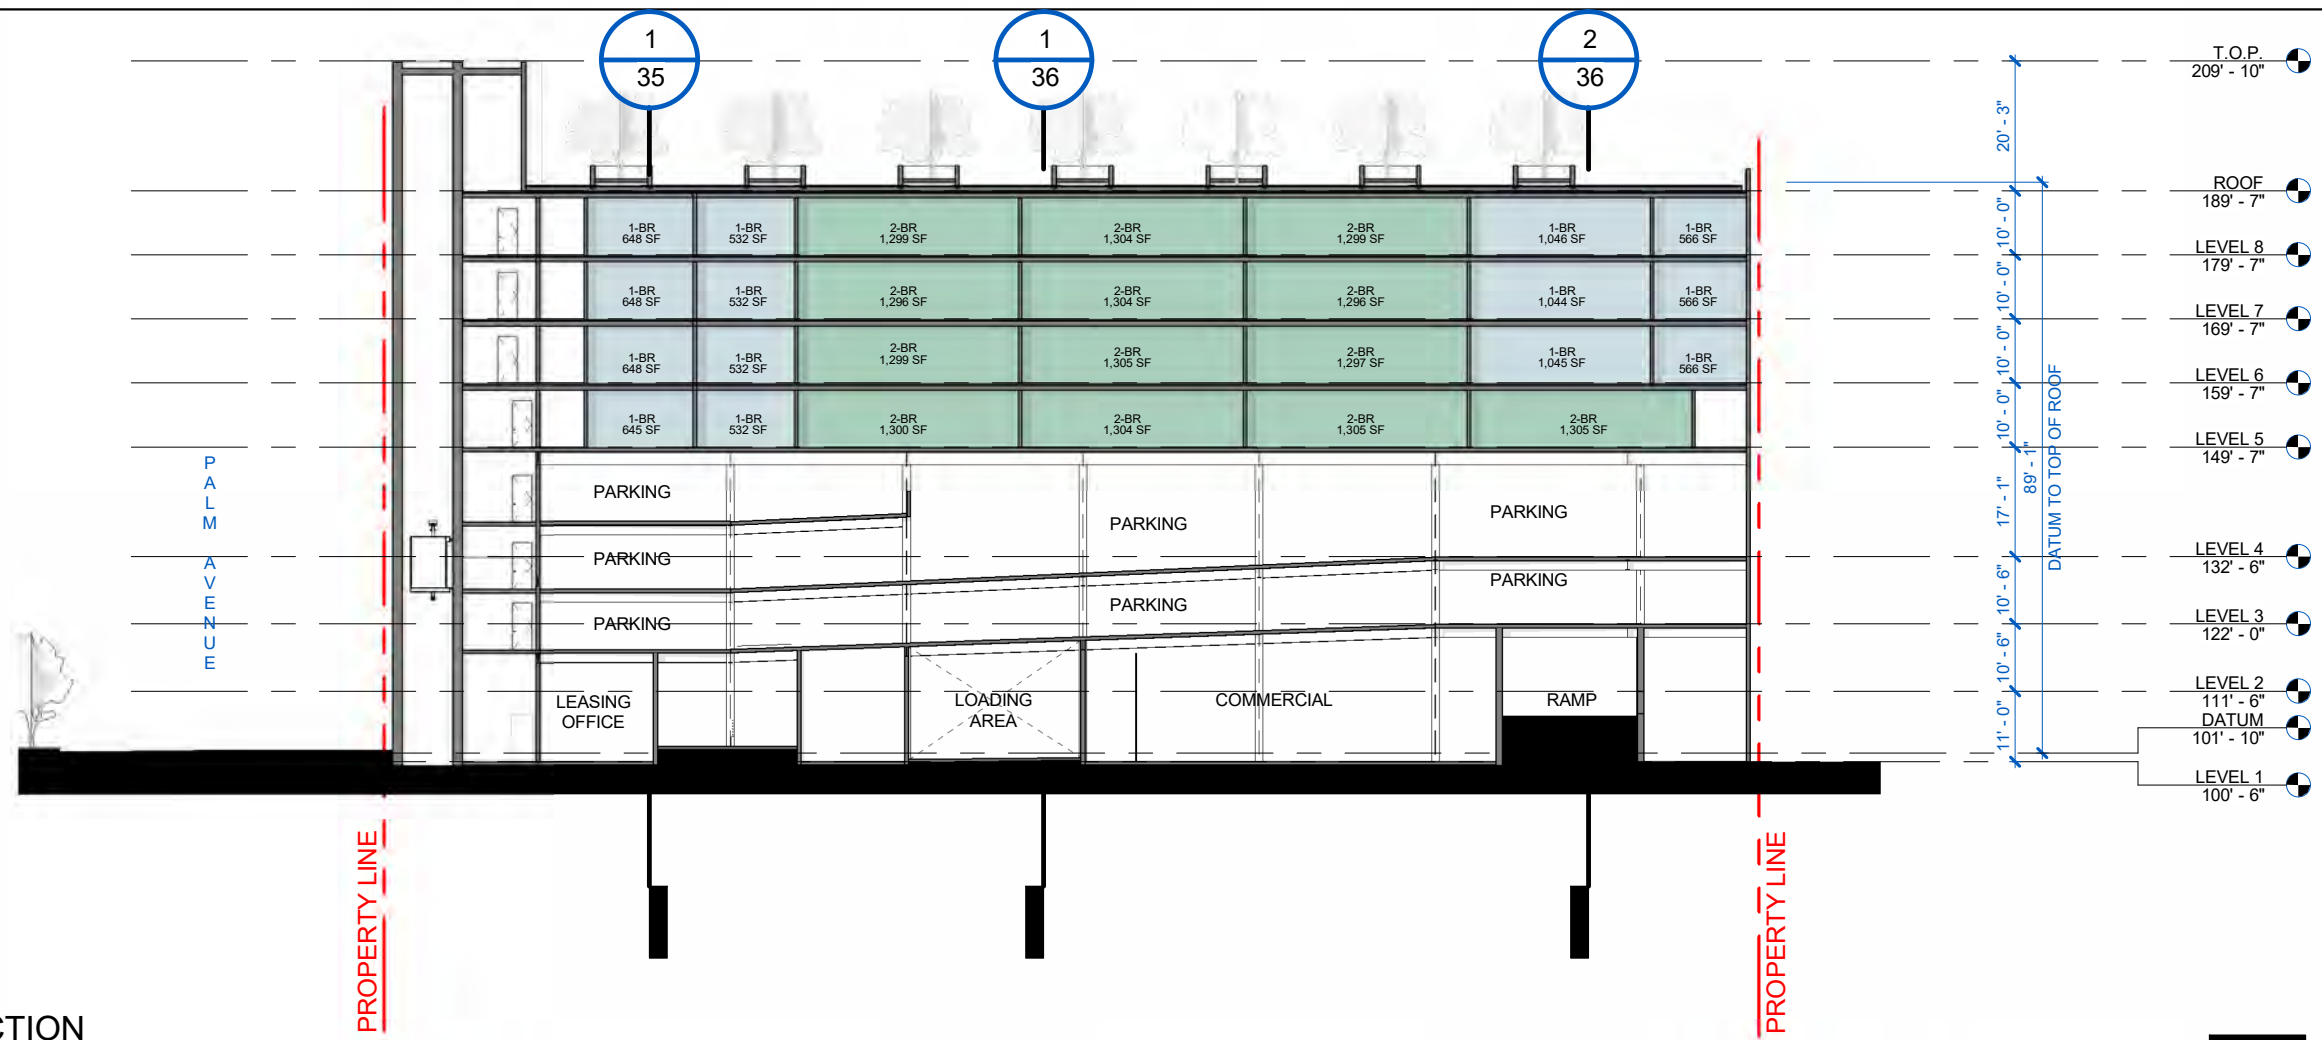 1
35
1
36
2
36
T.O.P.
209' - 10"
20' - 3"
ROOF
189' - 7"
10' - 0"
1-BR
648 SF
1-BR
532 SF
2-BR
1,299 SF
2-BR
1,304 SF
2-BR
1,299 SF
1-BR
1,046 SF
1-BR
566 SF
LEVEL 8
179' - 7"
10' - 0"
1-BR
648 SF
1-BR
532 SF
2-BR
1,296 SF
2-BR
1,304 SF
2-BR
1,296 SF
1-BR
1,044 SF
1-BR
566 SF
LEVEL 7
169' - 7"
10' - 0"
1-BR
648 SF
1-BR
532 SF
2-BR
1,299 SF
2-BR
1,305 SF
2-BR
1,297 SF
1-BR
1,045 SF
1-BR
566 SF
LEVEL 6
159' - 7"
10' - 0"
1-BR
645 SF
1-BR
532 SF
2-BR
1,300 SF
2-BR
1,304 SF
2-BR
1,305 SF
2-BR
1,305 SF
LEVEL 5
149' - 7"
17' - 1"
89' - 1"
DATUM TO TOP OF ROOF
PALM AVENUE
PARKING
PARKING
PARKING
PARKING
LEVEL 4
132' - 6"
10' - 6"
PARKING
PARKING
PARKING
LEVEL 3
122' - 0"
10' - 6"
LEASING
OFFICE
LOADING
AREA
COMMERCIAL
RAMP
LEVEL 2
111' - 6"
11' - 0"
DATUM
101' - 10"
LEVEL 1
100' - 6"
PROPERTY LINE
PROPERTY LINE
CTION